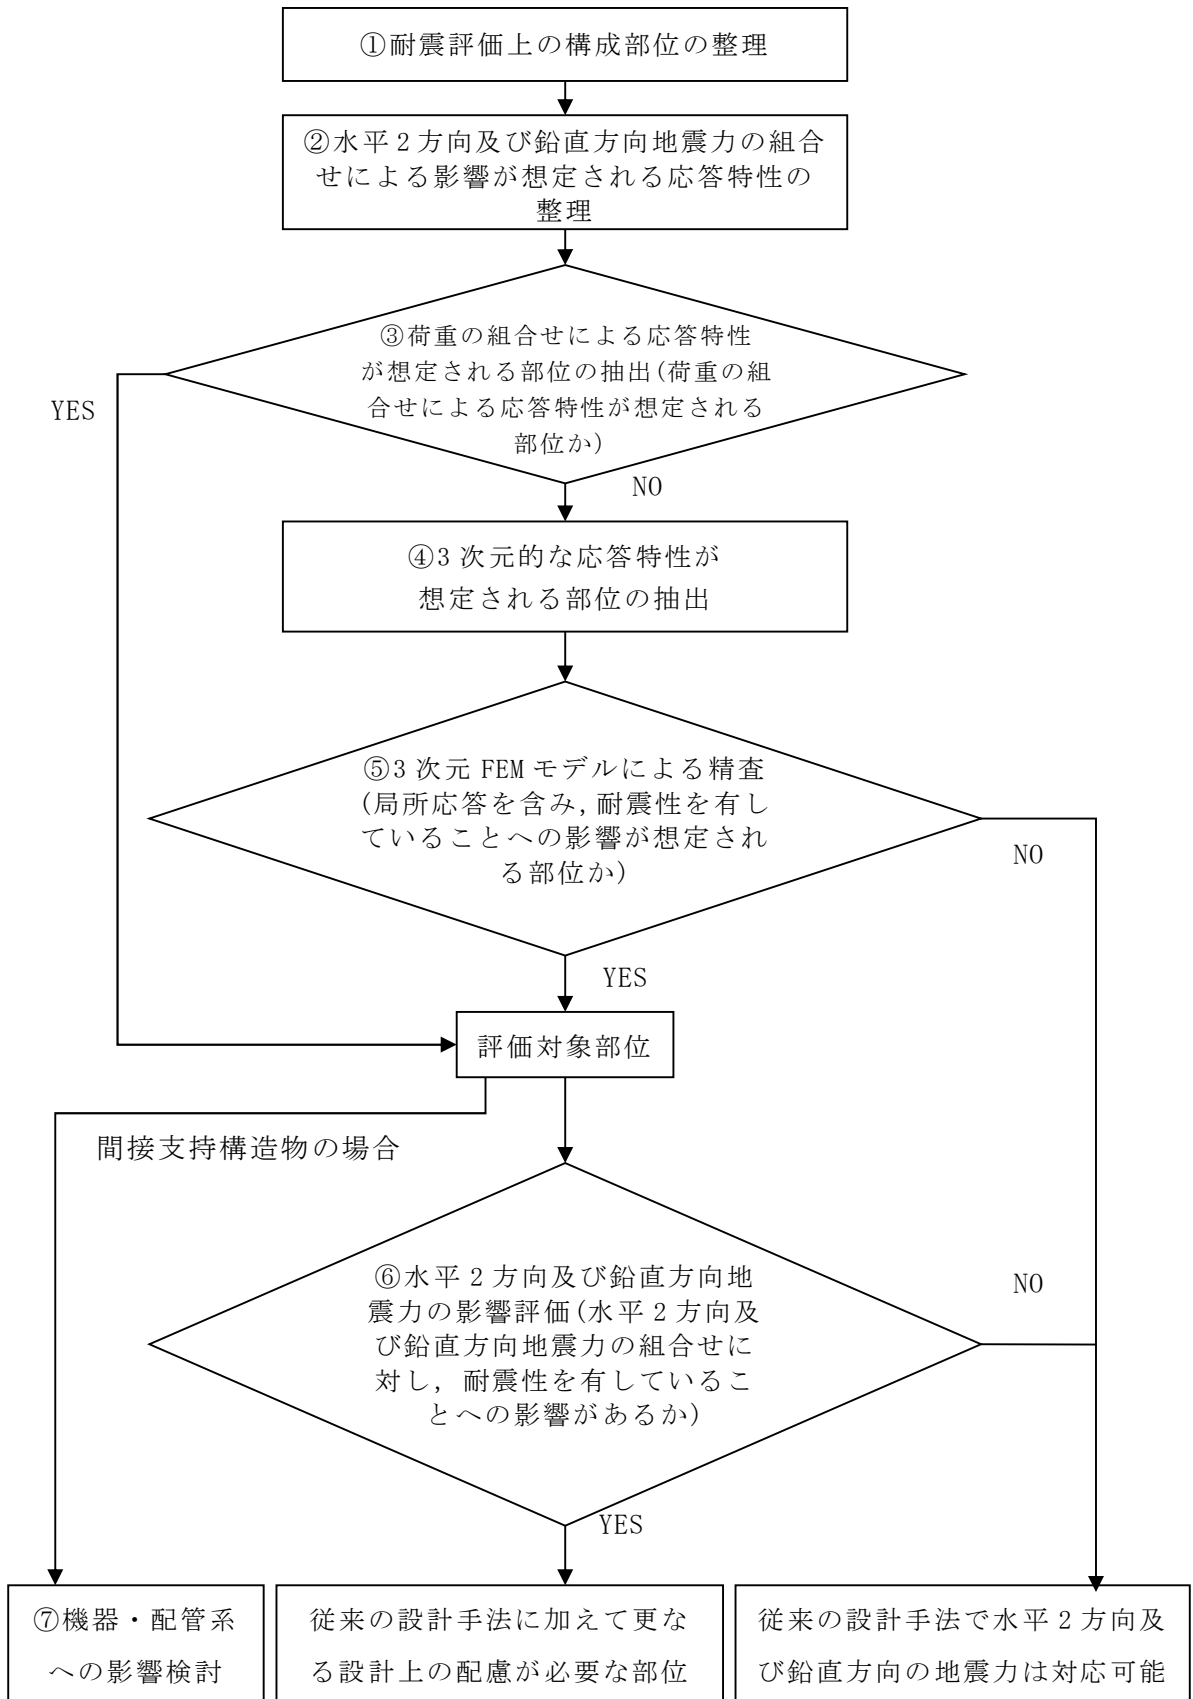 ①耐震評価上の構成部位の整理
②水平2方向及び鉛直方向地震力の組合
せによる影響が想定される応答特性の
整理
③荷重の組合せによる応答特性
が想定される部位の抽出(荷重の組
合せによる応答特性が想定される
部位か)
YES
NO
④3次元的な応答特性が
想定される部位の抽出
⑤3次元FEMモデルによる精査
(局所応答を含み,耐震性を有し
ていることへの影響が想定され
る部位か)
NO
YES
評価対象部位
間接支持構造物の場合
⑥水平2方向及び鉛直方向地
震力の影響評価(水平2方向及
び鉛直方向地震力の組合せに
対し,耐震性を有しているこ
とへの影響があるか)
NO
YES
⑦機器・配管系
への影響検討
従来の設計手法に加えて更な
る設計上の配慮が必要な部位
従来の設計手法で水平2方向及
び鉛直方向の地震力は対応可能